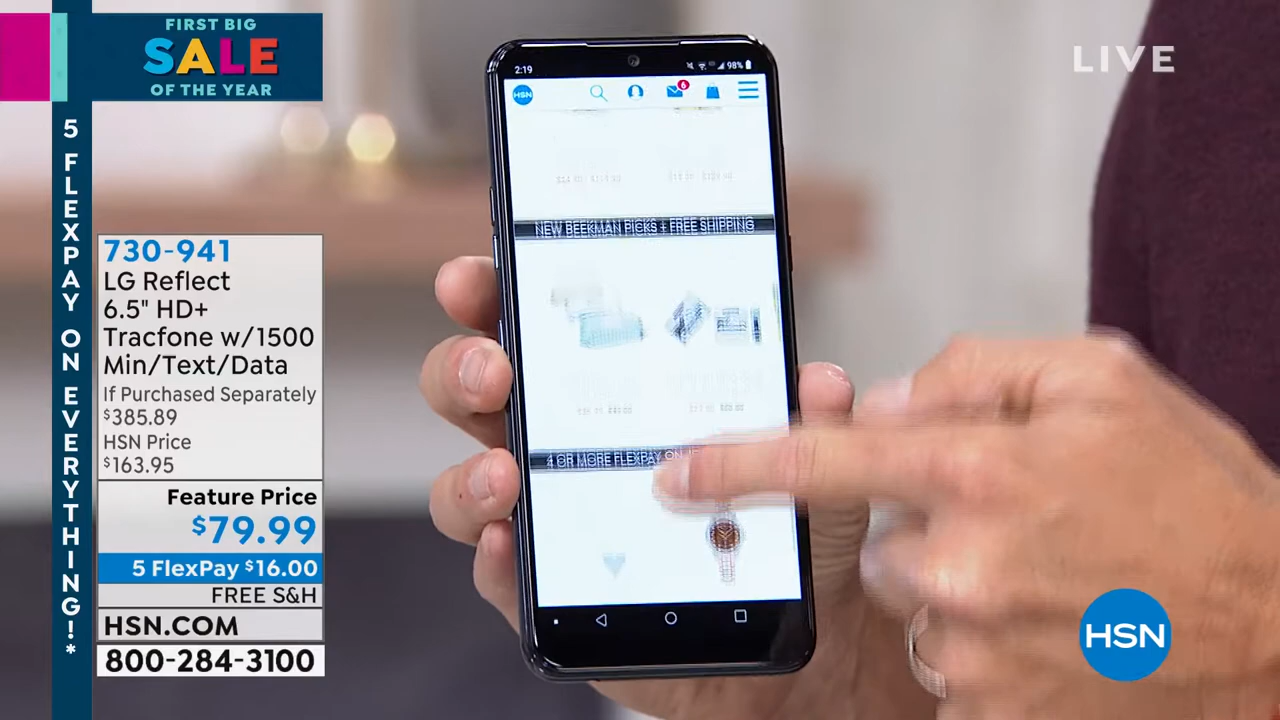 FIRST BIG
SALE
OF THE YEAR
5 FLEXPAY ON EVERYTHING!*
730-941
LG Reflect
6.5" HD+
Tracfone w/1500
Min/Text/Data
If Purchased Separately
$385.89
HSN Price
$163.95
Feature Price
$79.99
5 FlexPay $16.00
FREE S&H
HSN.COM
800-284-3100
2:19
98%
HSN
6
NEW BEEKMAN PICKS + FREE SHIPPING
4 OR MORE FLEXPAY ON
LIVE
HSN